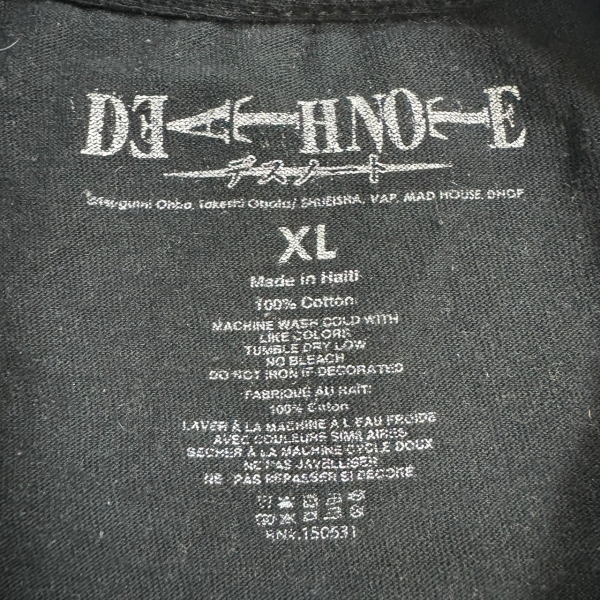 DEATH NOTE
デスノート
Tsugumi Ohba, Takeshi Obata/ SHUEISHA, VAP, MAD HOUSE, DNDP
XL
Made in Haiti
100% Cotton
MACHINE WASH COLD WITH
LIKE COLORS
TUMBLE DRY LOW
NO BLEACH
DO NOT IRON IF DECORATED
FABRIQUE AU HAITI
100% Coton
LAVER À LA MACHINE À L'EAU FROIDE
AVEC COULEURS SIMILAIRES
SÉCHER À LA MACHINE CYCLE DOUX
NE PAS JAVELLISER
NE PAS REPASSER SI DÉCORÉ
RN#.150631